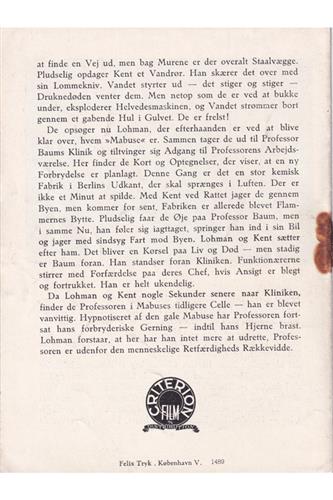 at finde en Vej ud, men bag Murene er der overalt Staalvægge.
Pludselig opdager Kent et Vandrør. Han skærer det over med
sin Lommekniv. Vandet styrter ud — det stiger og stiger —
Druknedøden venter dem. Men netop som de er ved at bukke
under, eksploderer Helvedesmaskinen, og Vandet strømmer bort
gennem et gabende Hul i Gulvet. De er frelst!
De opsøger nu Lohman, der efterhaanden er ved at blive
klar over, hvem »Mabuse« er. Sammen tager de ud til Professor
Baums Klinik og tiltvinger sig Adgang til Professorens Arbejds-
værelse. Her finder de Kort og Optegnelser, der viser, at en ny
Forbrydelse er planlagt. Denne Gang er det en stor kemisk
Fabrik i Berlins Udkant, der skal sprænges i Luften. Der er
ikke et Minut at spilde. Med Kent ved Rattet jager de gennem
Byen, men kommer for sent, Fabriken er allerede blevet Flam-
mernes Bytte. Pludselig faar de Øje paa Professor Baum, men
i samme Nu, han føler sig iagttaget, springer han ind i sin Bil
og jager med sindsyg Fart mod Byen. Lohman og Kent sætter
efter ham. Det bliver en Kørsel paa Liv og Død — men stadig
er Baum foran. Han standser foran Kliniken. Funktionærerne
stirrer med Forfærdelse paa deres Chef, hvis Ansigt er blegt
og fortrukket. Han er helt ukendelig.
Da Lohman og Kent nogle Sekunder senere naar Kliniken,
finder de Professoren i Mabuses tidligere Celle — han er blevet
vanvittig. Hypnotiseret af den gale Mabuse har Professoren fort-
sat hans forbryderiske Gerning — indtil hans Hjerne brast.
Lohman forstaar, at her har han intet mere at udrette, Profes-
soren er udenfor den menneskelige Retfærdigheds Rækkevidde.
CRITERION
FILM
DISTRIBUTION
Felix Tryk . København V. 1489